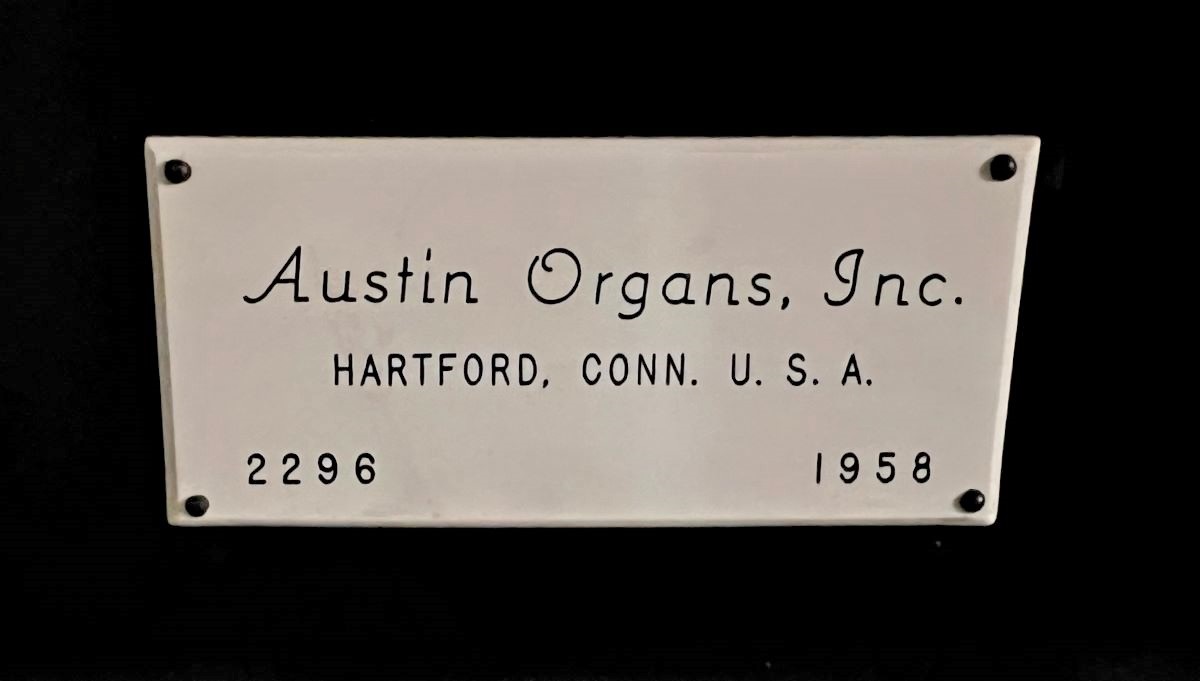 Austin Organs, Inc.
HARTFORD, CONN. U. S. A.
2296 1958